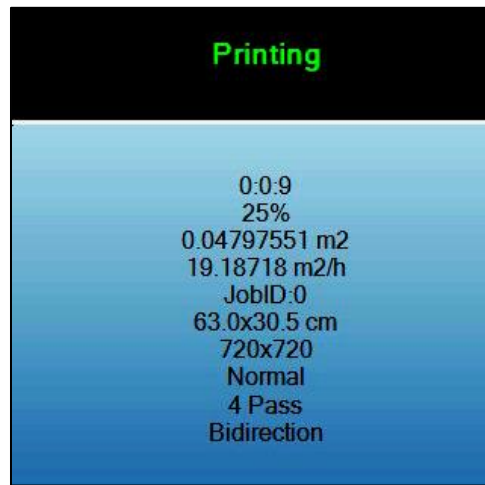 Printing
0:0:9
25%
0.04797551 m2
19.18718 m2/h
JobID:0
63.0x30.5 cm
720x720
Normal
4 Pass
Bidirection